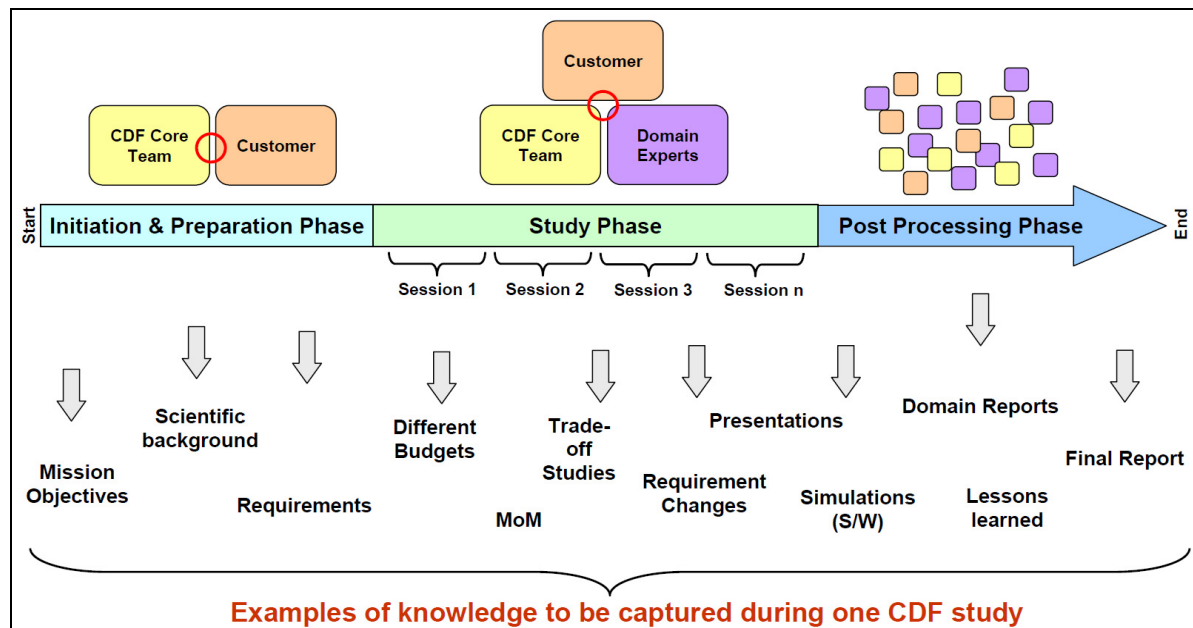 Customer
CDF Core
Team
Customer
CDF Core
Team
Domain
Experts
Start
Initiation & Preparation Phase
Study Phase
Post Processing Phase
End
Session 1
Session 2
Session 3
Session n
Mission
Objectives
Scientific
background
Requirements
Different
Budgets
MoM
Trade-
off
Studies
Requirement
Changes
Presentations
Simulations
(S/W)
Domain Reports
Lessons
learned
Final Report
Examples of knowledge to be captured during one CDF study